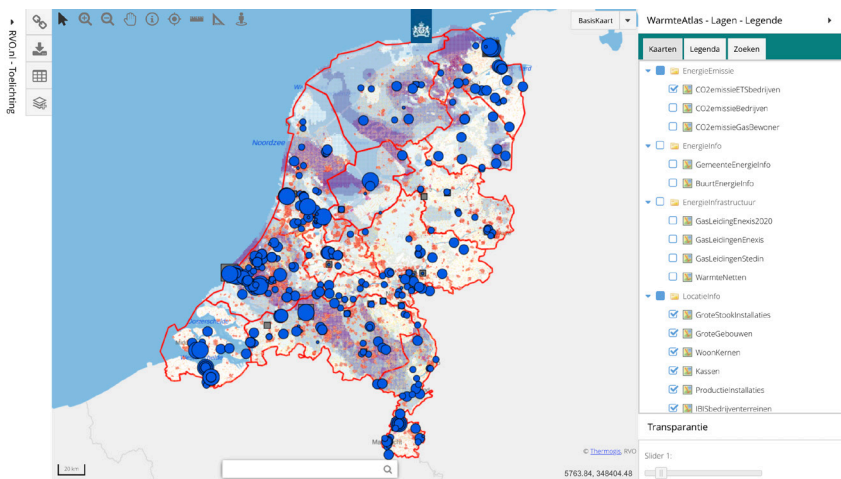 RVO.nl - Toelichting
BasisKaart
Noordzee
20 km
© Thermogis, RVO
5763.84, 348404.48
WarmteAtlas - Lagen - Legende
Kaarten Legenda Zoeken
EnergieEmissie
CO2emissieETSbedrijven
CO2emissieBedrijven
CO2emissieGasBewoner
EnergieInfo
GemeenteEnergieInfo
BuurtEnergieInfo
EnergieInfrastructuur
GasLeidingEnexis2020
GasLeidingenEnexis
GasLeidingenStedin
WarmteNetten
LocatieInfo
GroteStookInstallaties
GroteGebouwen
WoonKernen
Kassen
ProductieInstallaties
IBISbedrijventerreinen
Transparantie
Slider 1: